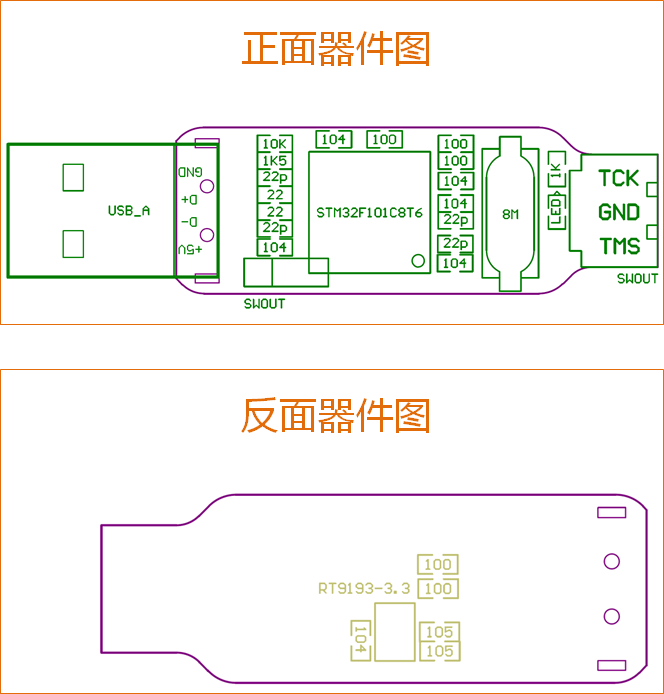 正面器件图
104 100
10K
1K5
22p
22
22
22p
104
GND
D+
D-
+5V
USB_A
STM32F101C8T6
100
100
104
104
22p
22p
104
8M
1K
LED
TCK
GND
TMS
SWOUT
SWOUT
反面器件图
100
RT9193-3.3 100
104
105
105